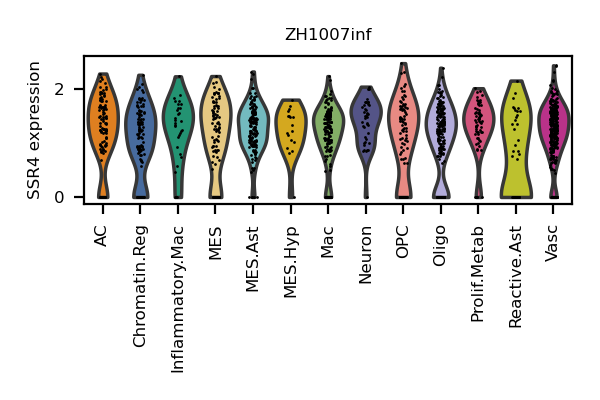 ZH1007inf
SSR4 expression
2
0
AC
Chromatin.Reg
Inflammatory.Mac
MES
MES.Ast
MES.Hyp
Mac
Neuron
OPC
Oligo
Prolif.Metab
Reactive.Ast
Vasc